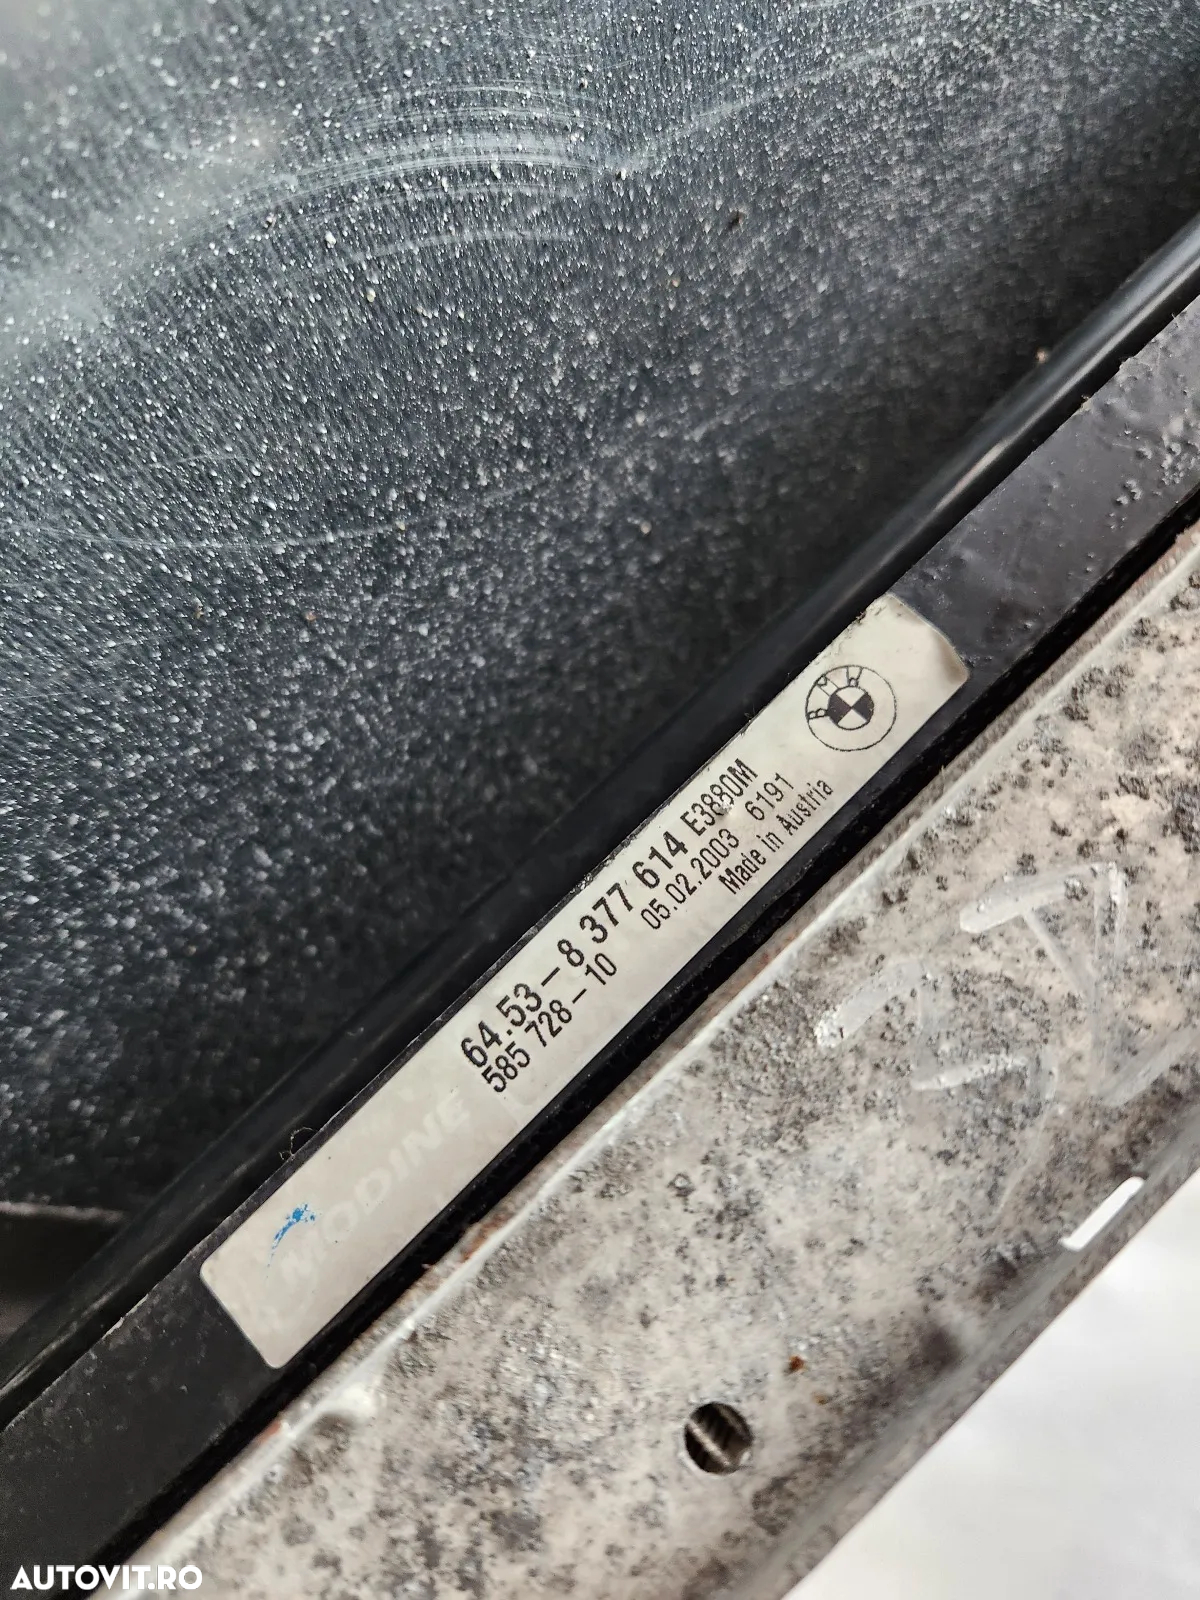 BMW
64.53-8 377 614 E3880M
585 728-10 05.02.2003 6191
Made in Austria
MODINE
AUTOVIT.RO